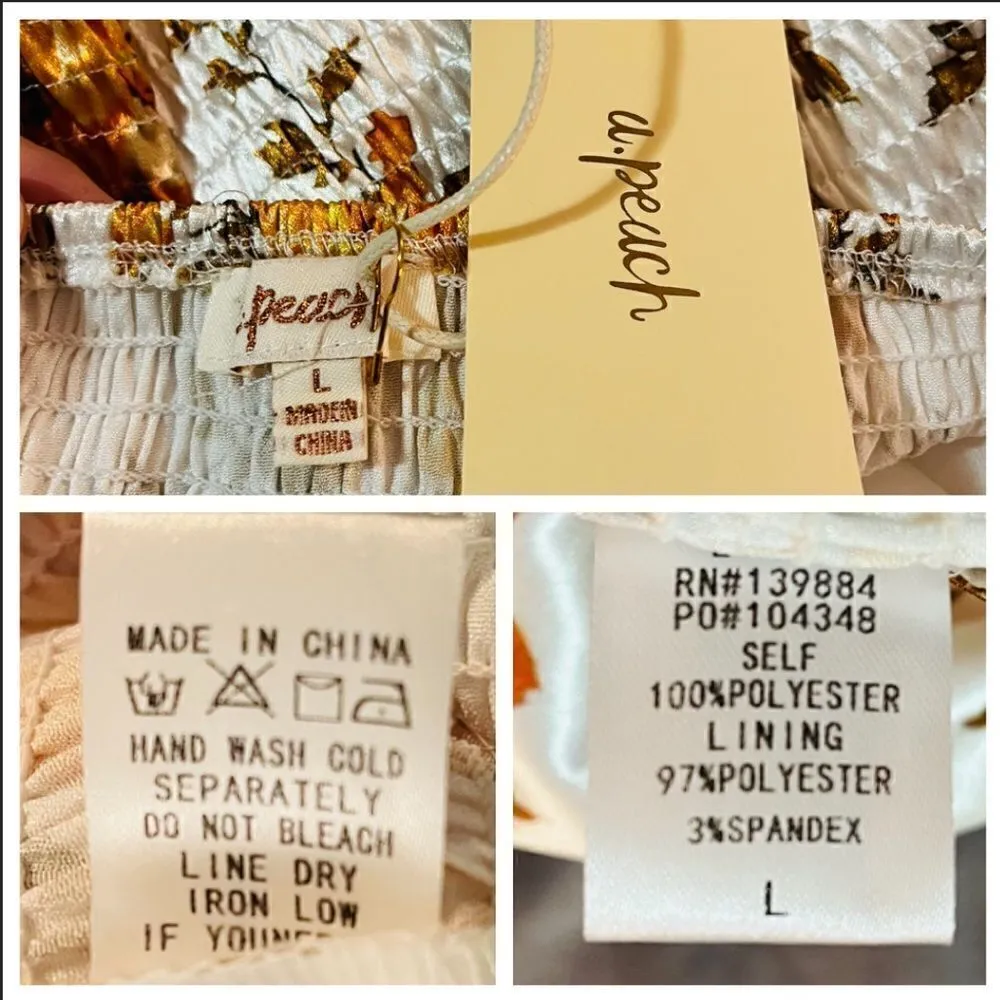 a.peach
.peach
L
MADE IN
CHINA
MADE IN CHINA
HAND WASH COLD
SEPARATELY
DO NOT BLEACH
LINE DRY
IRON LOW
IF
RN#139884
PO#104348
SELF
100%POLYESTER
LINING
97%POLYESTER
3%SPANDEX
L